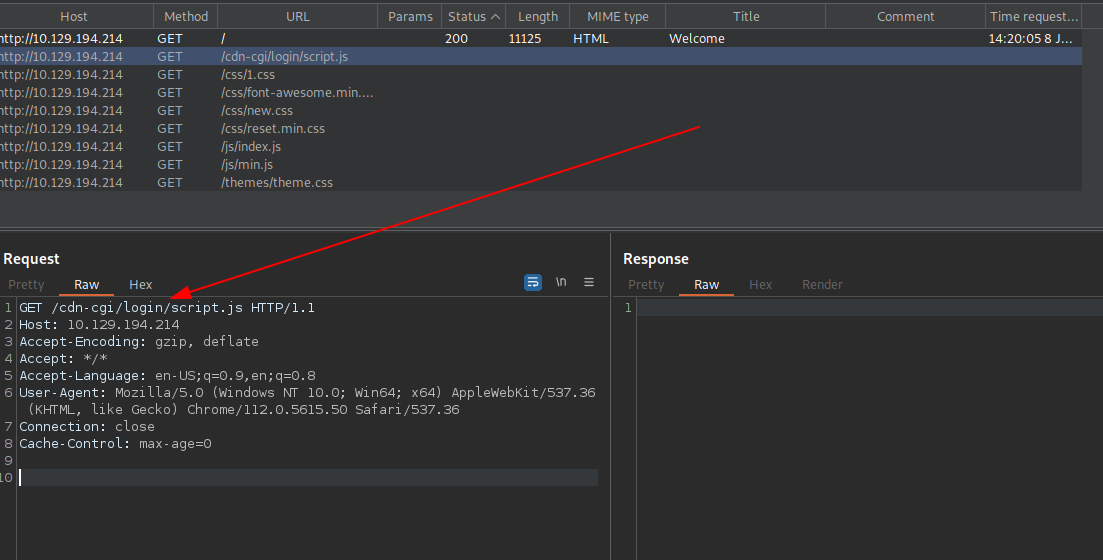 Host Method URL Params Status Length MIME type Title Comment Time request...
http://10.129.194.214 GET / 200 11125 HTML Welcome 14:20:05 8 J...
http://10.129.194.214 GET /cdn-cgi/login/script.js
http://10.129.194.214 GET /css/1.css
http://10.129.194.214 GET /css/font-awesome.min....
http://10.129.194.214 GET /css/new.css
http://10.129.194.214 GET /css/reset.min.css
http://10.129.194.214 GET /js/index.js
http://10.129.194.214 GET /js/min.js
http://10.129.194.214 GET /themes/theme.css
Request
Pretty Raw Hex \n
1 GET /cdn-cgi/login/script.js HTTP/1.1
2 Host: 10.129.194.214
3 Accept-Encoding: gzip, deflate
4 Accept: */*
5 Accept-Language: en-US;q=0.9,en;q=0.8
6 User-Agent: Mozilla/5.0 (Windows NT 10.0; Win64; x64) AppleWebKit/537.36
(KHTML, like Gecko) Chrome/112.0.5615.50 Safari/537.36
7 Connection: close
8 Cache-Control: max-age=0
9
10
Response
Pretty Raw Hex Render
1